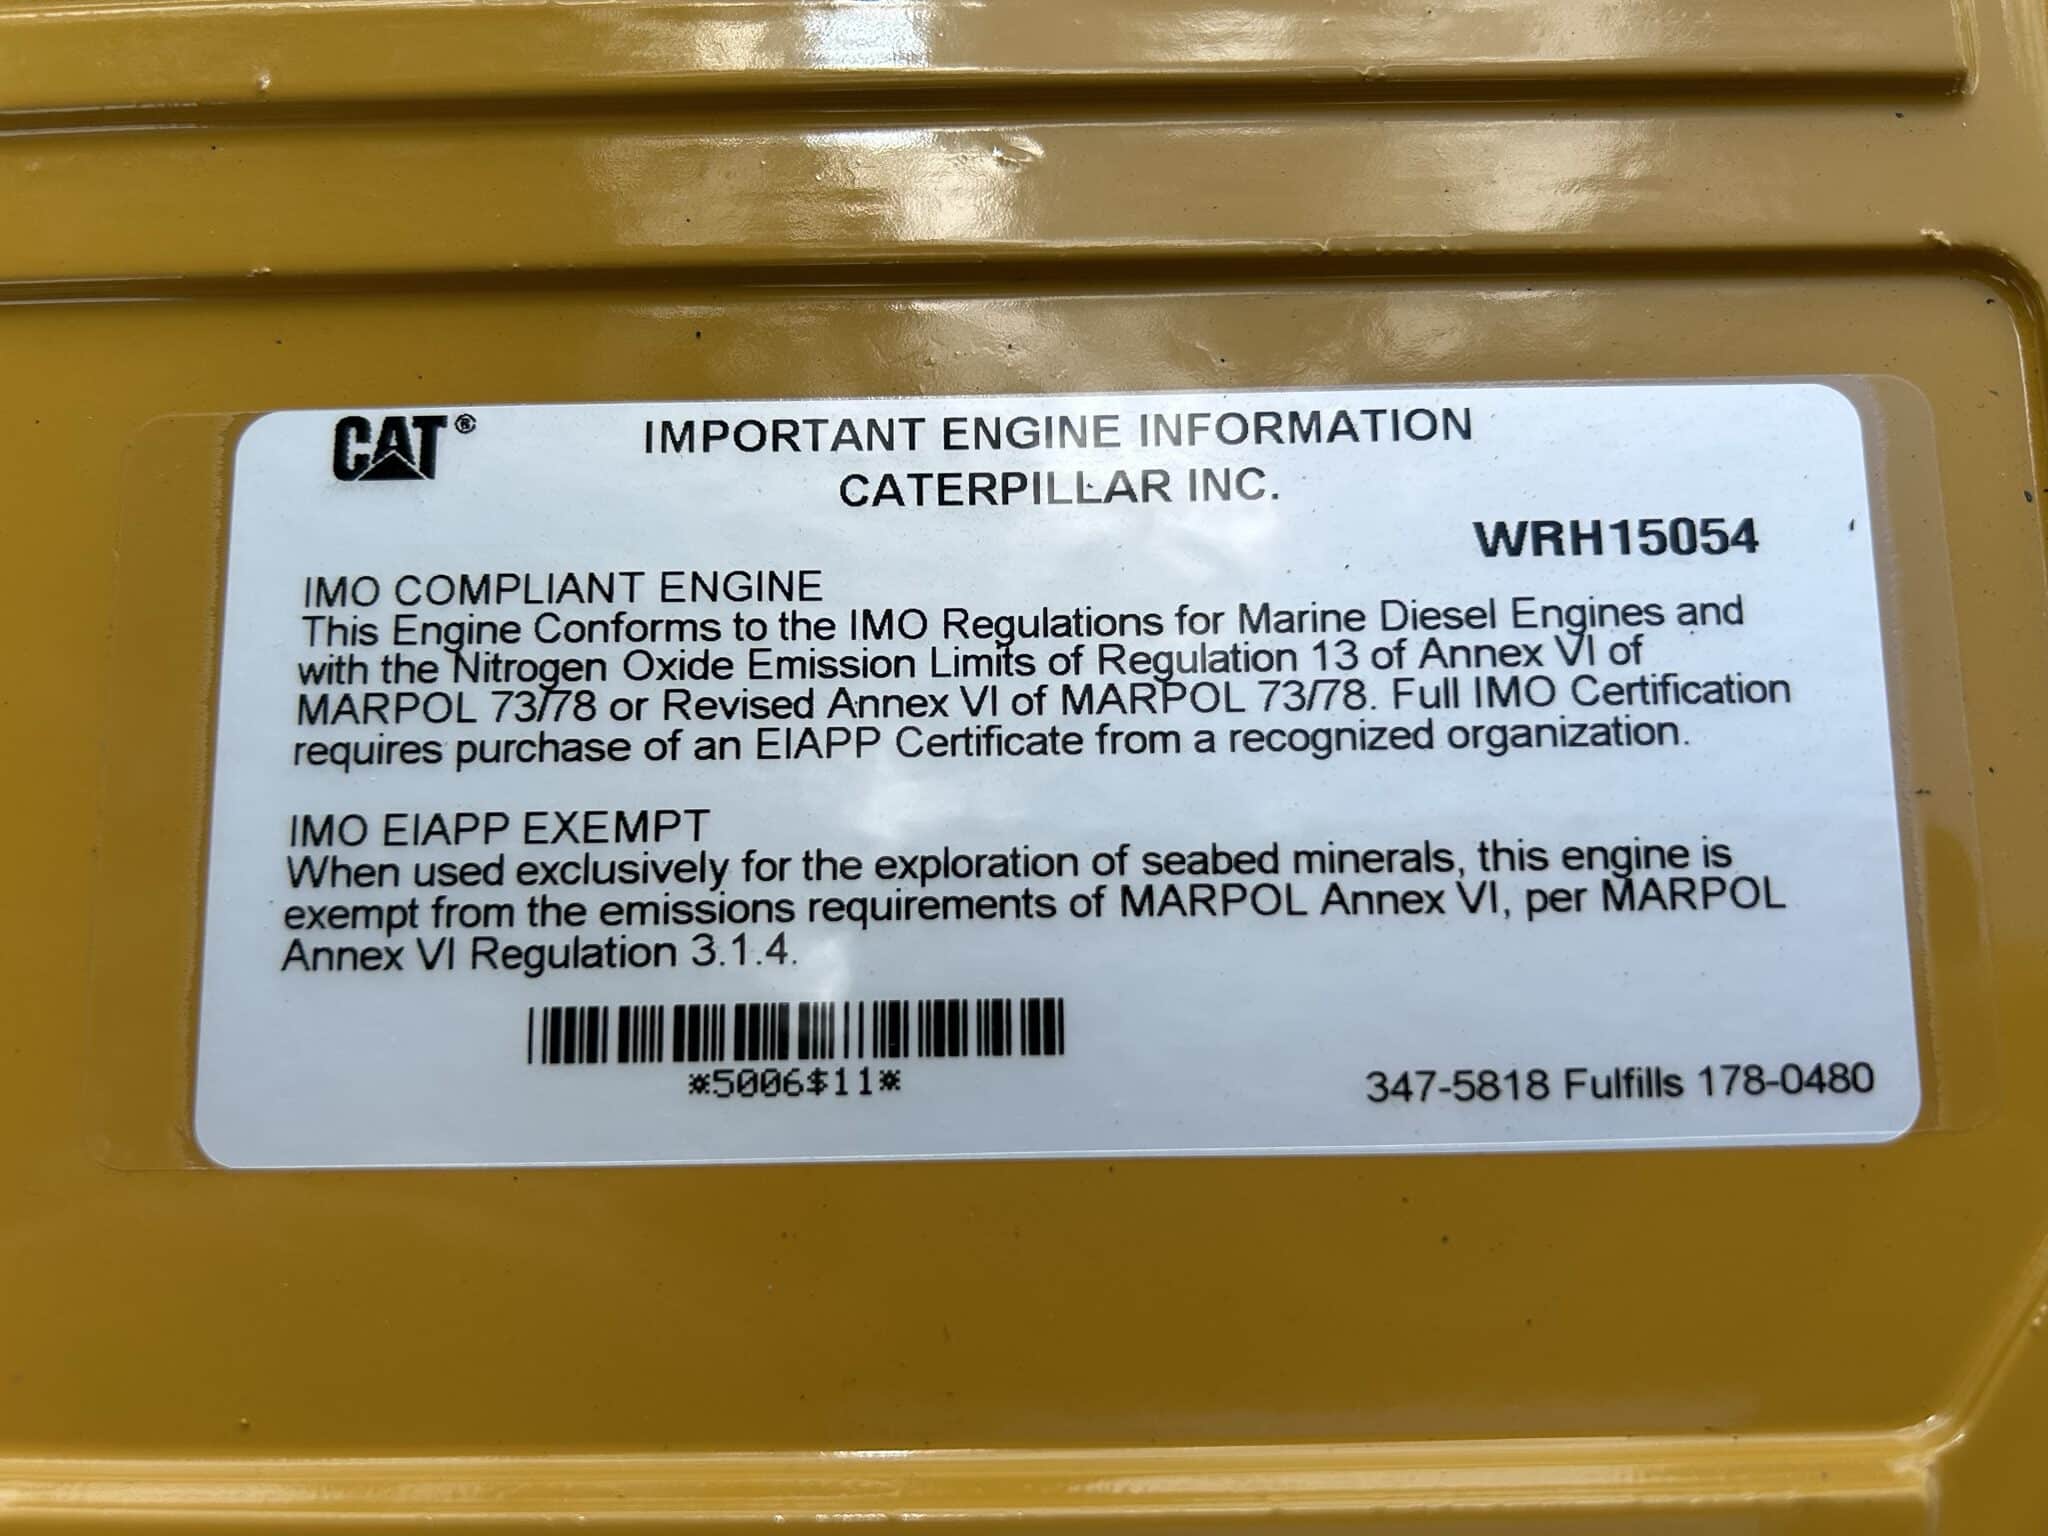 CAT®
IMPORTANT ENGINE INFORMATION
CATERPILLAR INC.
WRH15054
IMO COMPLIANT ENGINE
This Engine Conforms to the IMO Regulations for Marine Diesel Engines and
with the Nitrogen Oxide Emission Limits of Regulation 13 of Annex VI of
MARPOL 73/78 or Revised Annex VI of MARPOL 73/78. Full IMO Certification
requires purchase of an EIAPP Certificate from a recognized organization.
IMO EIAPP EXEMPT
When used exclusively for the exploration of seabed minerals, this engine is
exempt from the emissions requirements of MARPOL Annex VI, per MARPOL
Annex VI Regulation 3.1.4.
*5006$11*
347-5818 Fulfills 178-0480